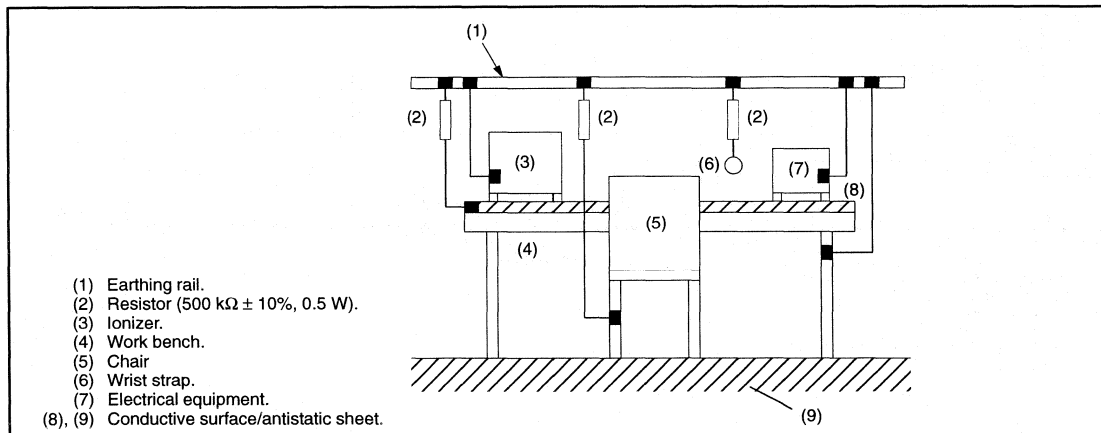 (1)
(2)
(2)
(2)
(3)
(6)
(7)
(8)
(5)
(4)
(1) Earthing rail.
(2) Resistor (500 kΩ ± 10%, 0.5 W).
(3) Ionizer.
(4) Work bench.
(5) Chair
(6) Wrist strap.
(7) Electrical equipment.
(8), (9) Conductive surface/antistatic sheet.
(9)